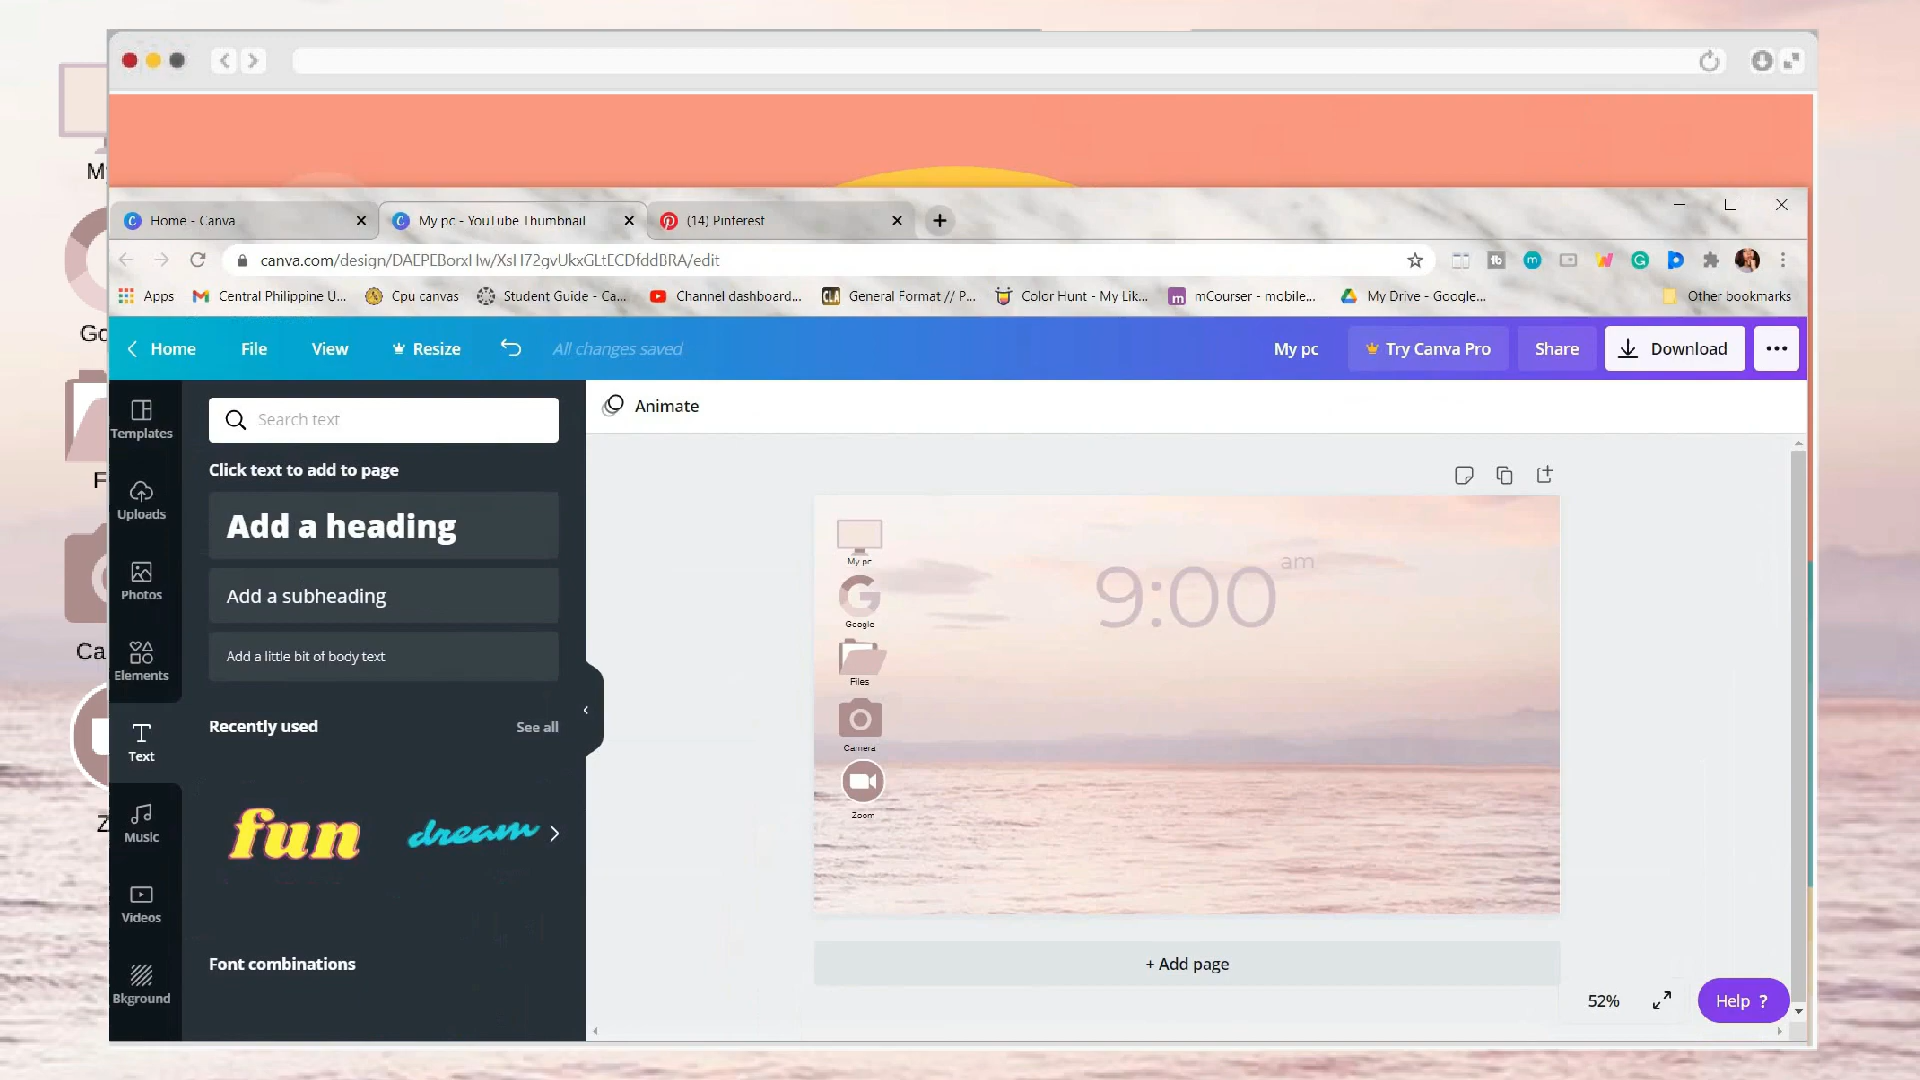 Home - Canva
My pc - YouTube Thumbnail
(14) Pinterest
canva.com/design/DAEPEBorxHw/XsH72gvUkxGLtECDfddBRA/edit
Apps
Central Philippine U...
Cpu canvas
Student Guide - Ca...
Channel dashboard...
General Format // P...
Color Hunt - My Lik...
mCourser - mobile...
My Drive - Google...
Other bookmarks
Home
File
View
Resize
All changes saved
My pc
Try Canva Pro
Share
Download
Templates
Uploads
Photos
Elements
Text
Music
Videos
Bkground
Search text
Click text to add to page
Add a heading
Add a subheading
Add a little bit of body text
Recently used
See all
fun
dream
Font combinations
Animate
9:00 am
My pc
Google
Files
Camera
Zoom
+ Add page
52%
Help ?
My
Go
F
Ca
Z